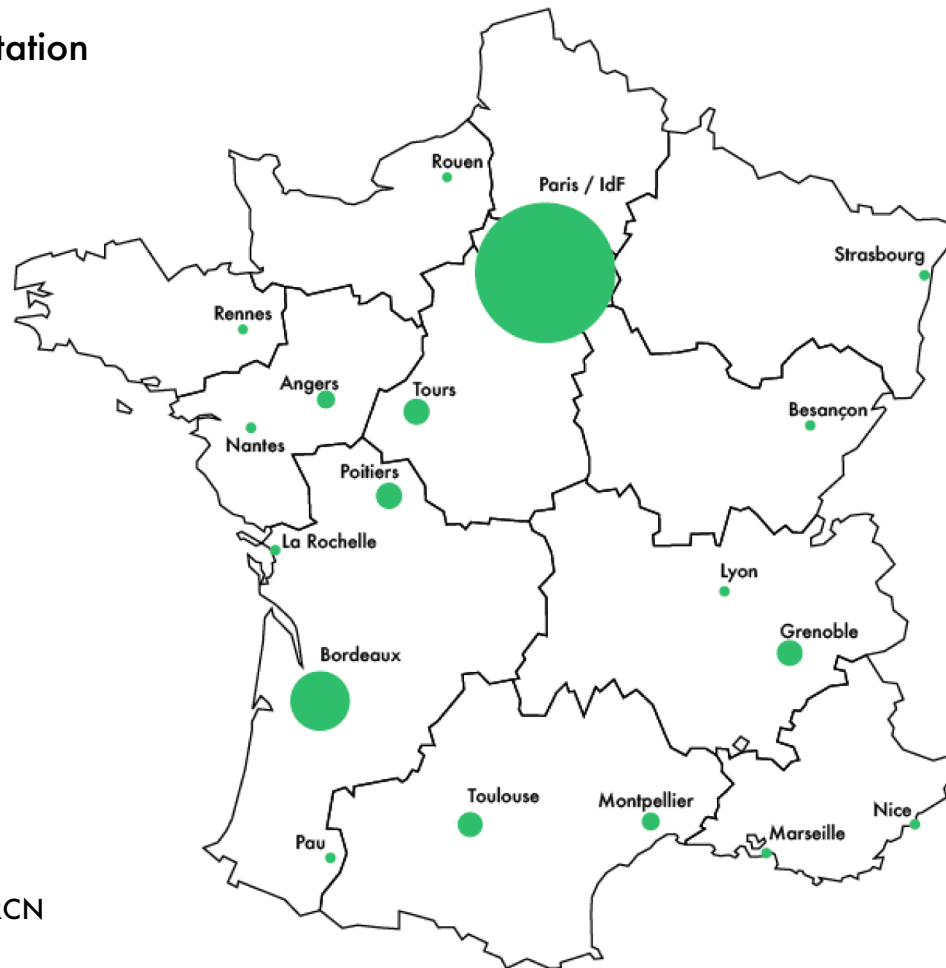 tation
Rouen
Paris / IdF
Strasbourg
Rennes
Angers
Tours
Besançon
Nantes
Poitiers
La Rochelle
Lyon
Grenoble
Bordeaux
Toulouse
Montpellier
Nice
Marseille
Pau
RCN